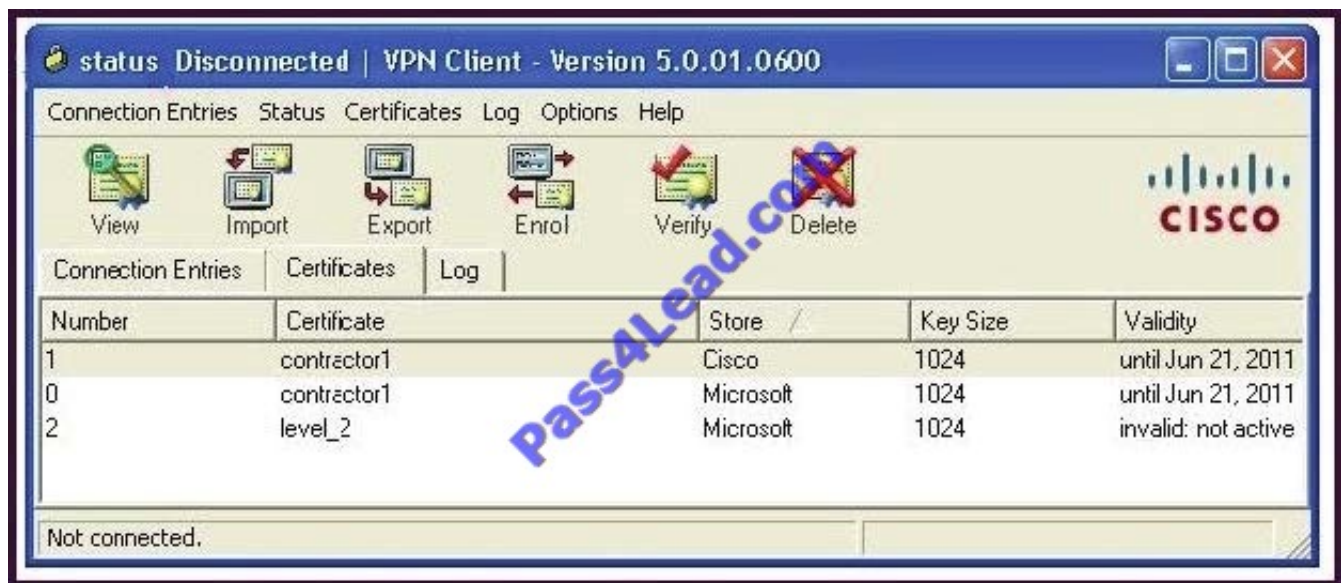 status Disconnected | VPN Client - Version 5.0.01.0600
Connection Entries Status Certificates Log Options Help
View Import Export Enrol Verify Delete
CISCO
Connection Entries Certificates Log
Number Certificate Store Key Size Validity
1 contractor1 Cisco 1024 until Jun 21, 2011
0 contractor1 Microsoft 1024 until Jun 21, 2011
2 level_2 Microsoft 1024 invalid: not active
Not connected.
Pass4Lead.com